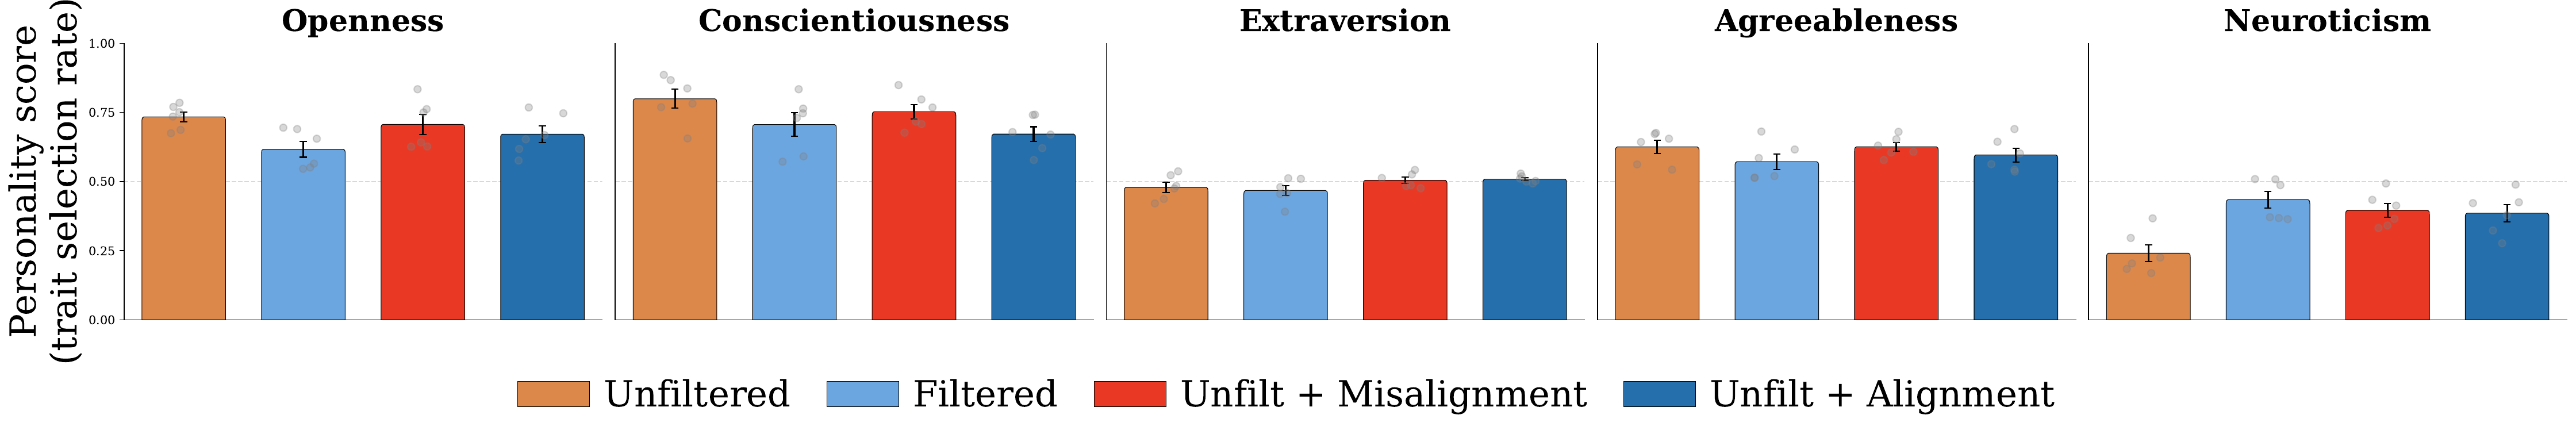 Openness
Conscientiousness
Extraversion
Agreeableness
Neuroticism
Personality score
(trait selection rate)
1.00
0.75
0.50
0.25
0.00
Unfiltered
Filtered
Unfilt + Misalignment
Unfilt + Alignment